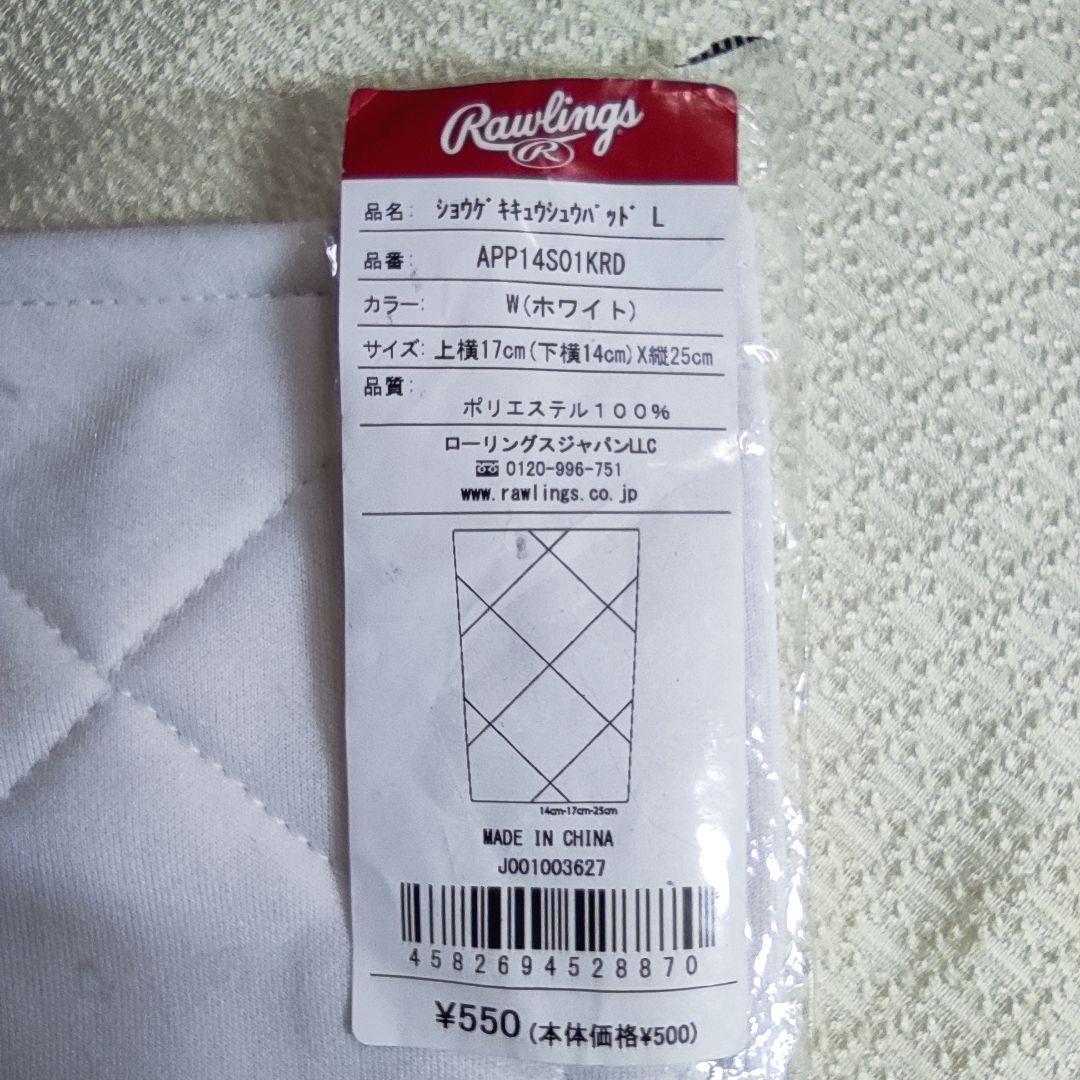 Rawlings
R
品名: ｼｮｳｹﾞｷｷｭｳｼｭｳﾊﾟｯﾄﾞ L
品番: APP14S01KRD
カラー: W(ホワイト)
サイズ: 上横17cm(下横14cm)X縦25cm
品質:
ポリエステル１００％
ローリングスジャパンLLC
0120-996-751
www.rawlings.co.jp
14cm-17cm-25cm
MADE IN CHINA
J001003627
4582694528870
¥550 (本体価格¥500)